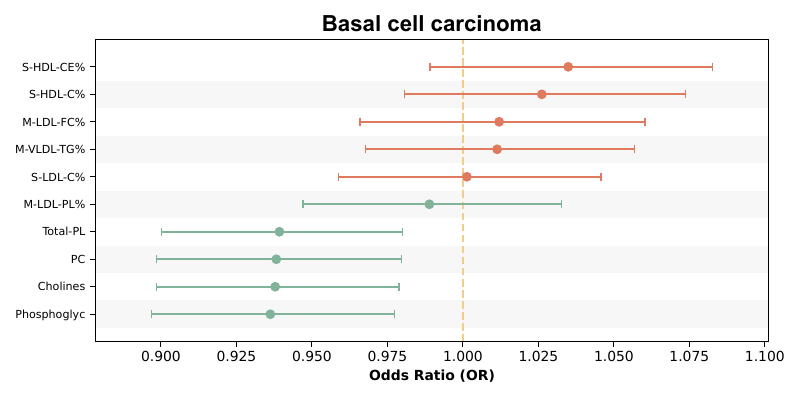 Basal cell carcinoma
S-HDL-CE%
S-HDL-C%
M-LDL-FC%
M-VLDL-TG%
S-LDL-C%
M-LDL-PL%
Total-PL
PC
Cholines
Phosphoglyc
0.900 0.925 0.950 0.975 1.000 1.025 1.050 1.075 1.100
Odds Ratio (OR)